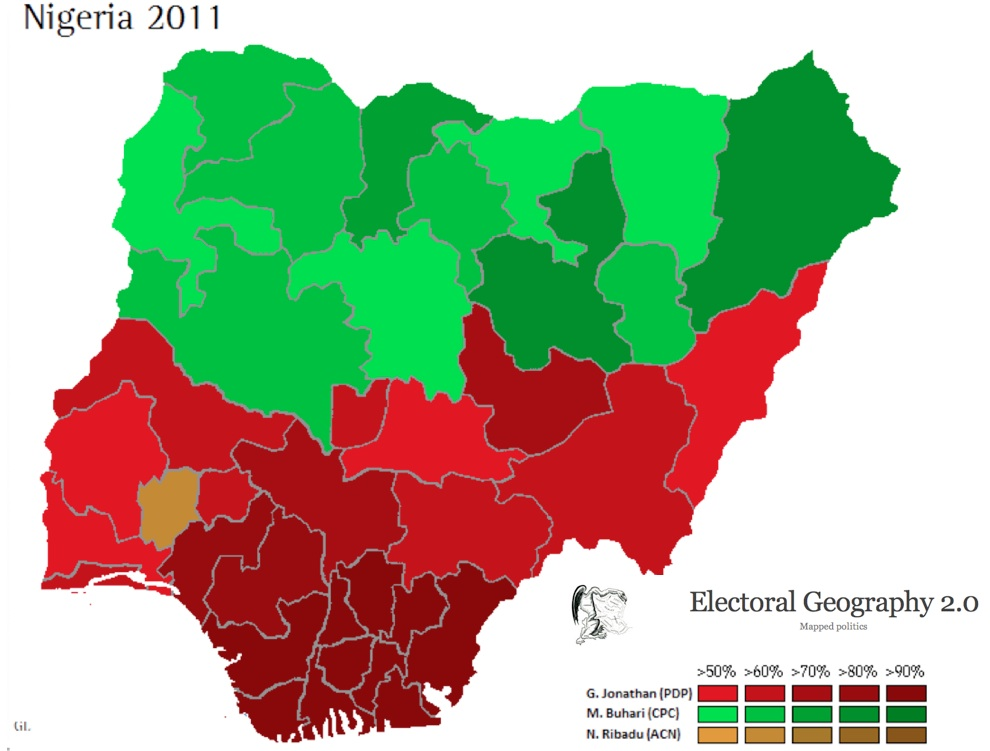 Nigeria 2011
Electoral Geography 2.0
Mapped politics
>50% >60% >70% >80% >90%
G. Jonathan (PDP)
M. Buhari (CPC)
N. Ribadu (ACN)